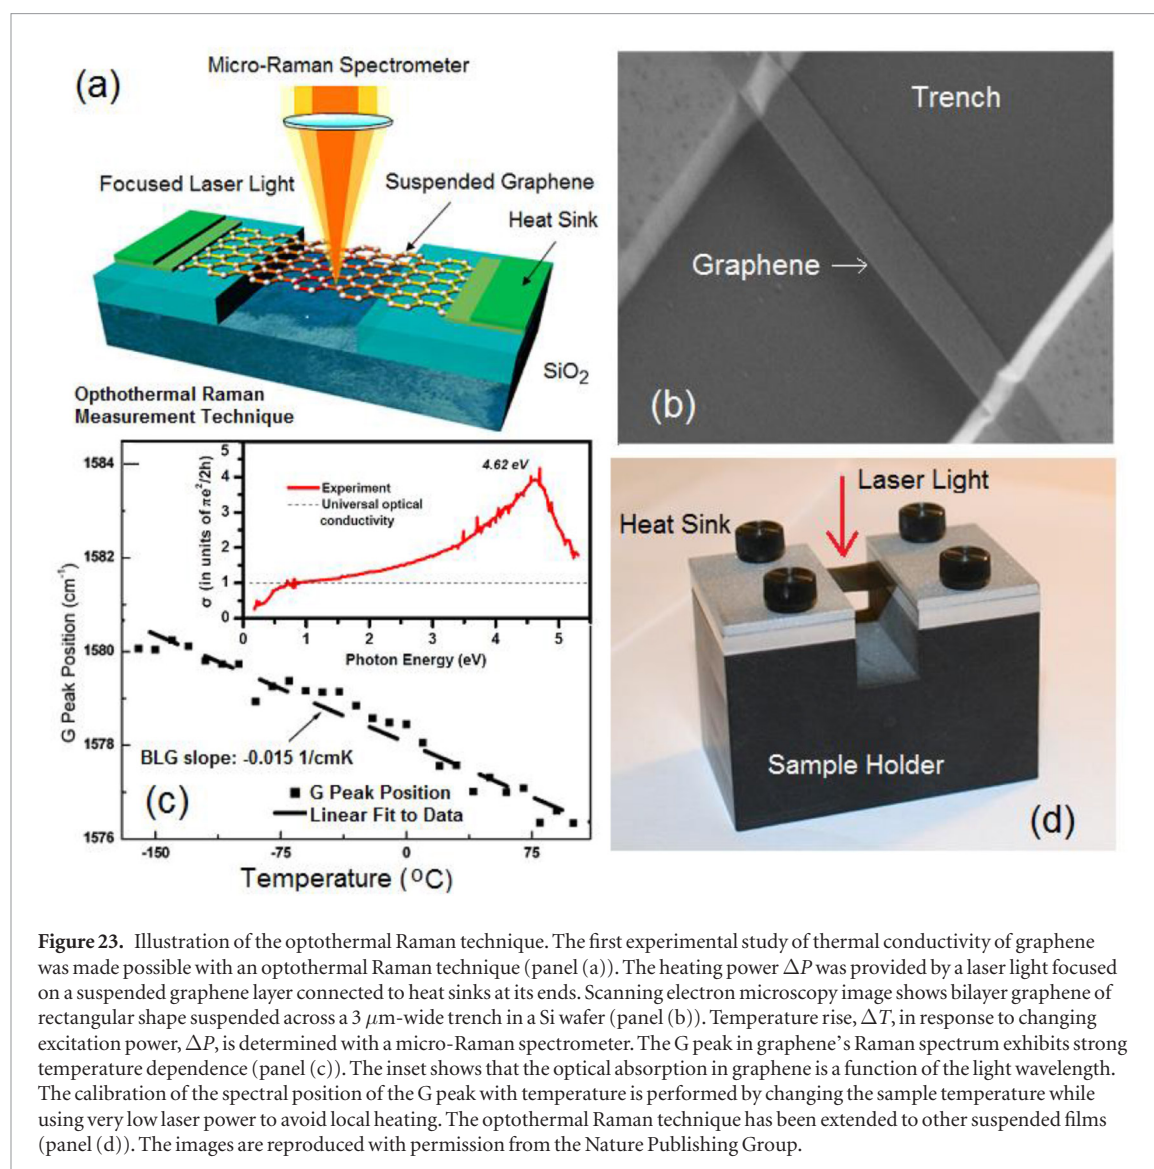 (a)
Micro-Raman Spectrometer
Focused Laser Light
Suspended Graphene
Heat Sink
SiO2
Opthothermal Raman
Measurement Technique
Trench
Graphene
(b)
G Peak Position (cm-1)
1584
1582
1580
1578
1576
-150
-75
0
75
Temperature (oC)
BLG slope: -0.015 1/cmK
G Peak Position
Linear Fit to Data
(c)
σ (in units of πe2/2h)
5
4
3
2
1
0
0
1
2
3
4
5
Photon Energy (eV)
4.62 eV
Experiment
Universal optical
conductivity
Laser Light
Heat Sink
Sample Holder
(d)
Figure 23. Illustration of the optothermal Raman technique. The first experimental study of thermal conductivity of graphene
was made possible with an optothermal Raman technique (panel (a)). The heating power ΔP was provided by a laser light focused
on a suspended graphene layer connected to heat sinks at its ends. Scanning electron microscopy image shows bilayer graphene of
rectangular shape suspended across a 3 μm-wide trench in a Si wafer (panel (b)). Temperature rise, ΔT, in response to changing
excitation power, ΔP, is determined with a micro-Raman spectrometer. The G peak in graphene's Raman spectrum exhibits strong
temperature dependence (panel (c)). The inset shows that the optical absorption in graphene is a function of the light wavelength.
The calibration of the spectral position of the G peak with temperature is performed by changing the sample temperature while
using very low laser power to avoid local heating. The optothermal Raman technique has been extended to other suspended films
(panel (d)). The images are reproduced with permission from the Nature Publishing Group.